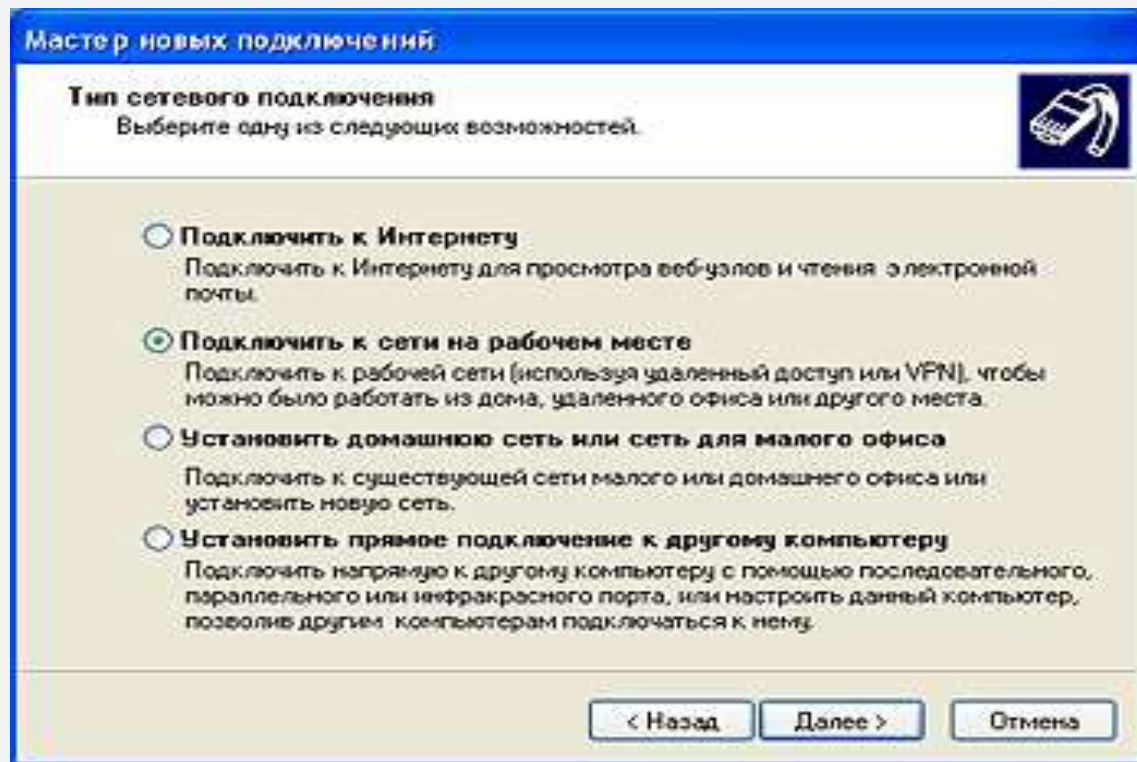 Мастер новых подключений
Тип сетевого подключения
Выберите одну из следующих возможностей.
Подключить к Интернету
Подключить к Интернету для просмотра веб-узлов и чтения электронной
почты.
Подключить к сети на рабочем месте
Подключить к рабочей сети (используя удаленный доступ или VPN), чтобы
можно было работать из дома, удаленного офиса или другого места.
Установить домашнюю сеть или сеть для малого офиса
Подключить к существующей сети малого или домашнего офиса или
установить новую сеть.
Установить прямое подключение к другому компьютеру
Подключить напрямую к другому компьютеру с помощью последовательного,
параллельного или инфракрасного порта, или настроить данный компьютер,
позволив другим компьютерам подключаться к нему.
< Назад Далее > Отмена